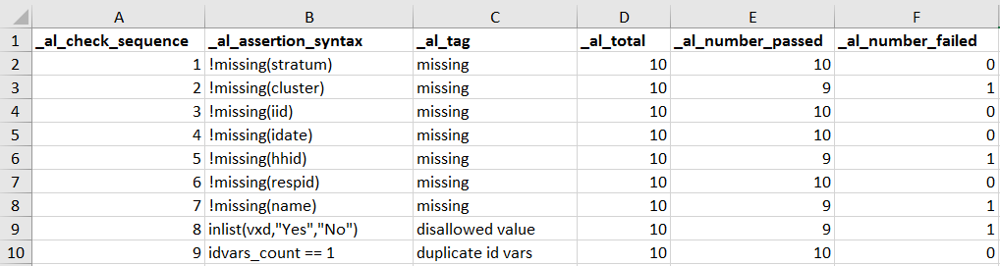 A B C D E F
1 _al_check_sequence _al_assertion_syntax _al_tag _al_total _al_number_passed _al_number_failed
2 1 !missing(stratum) missing 10 10 0
3 2 !missing(cluster) missing 10 9 1
4 3 !missing(iid) missing 10 10 0
5 4 !missing(idate) missing 10 10 0
6 5 !missing(hhid) missing 10 9 1
7 6 !missing(respid) missing 10 10 0
8 7 !missing(name) missing 10 9 1
9 8 inlist(vxd,"Yes","No") disallowed value 10 9 1
10 9 idvars_count == 1 duplicate id vars 10 10 0